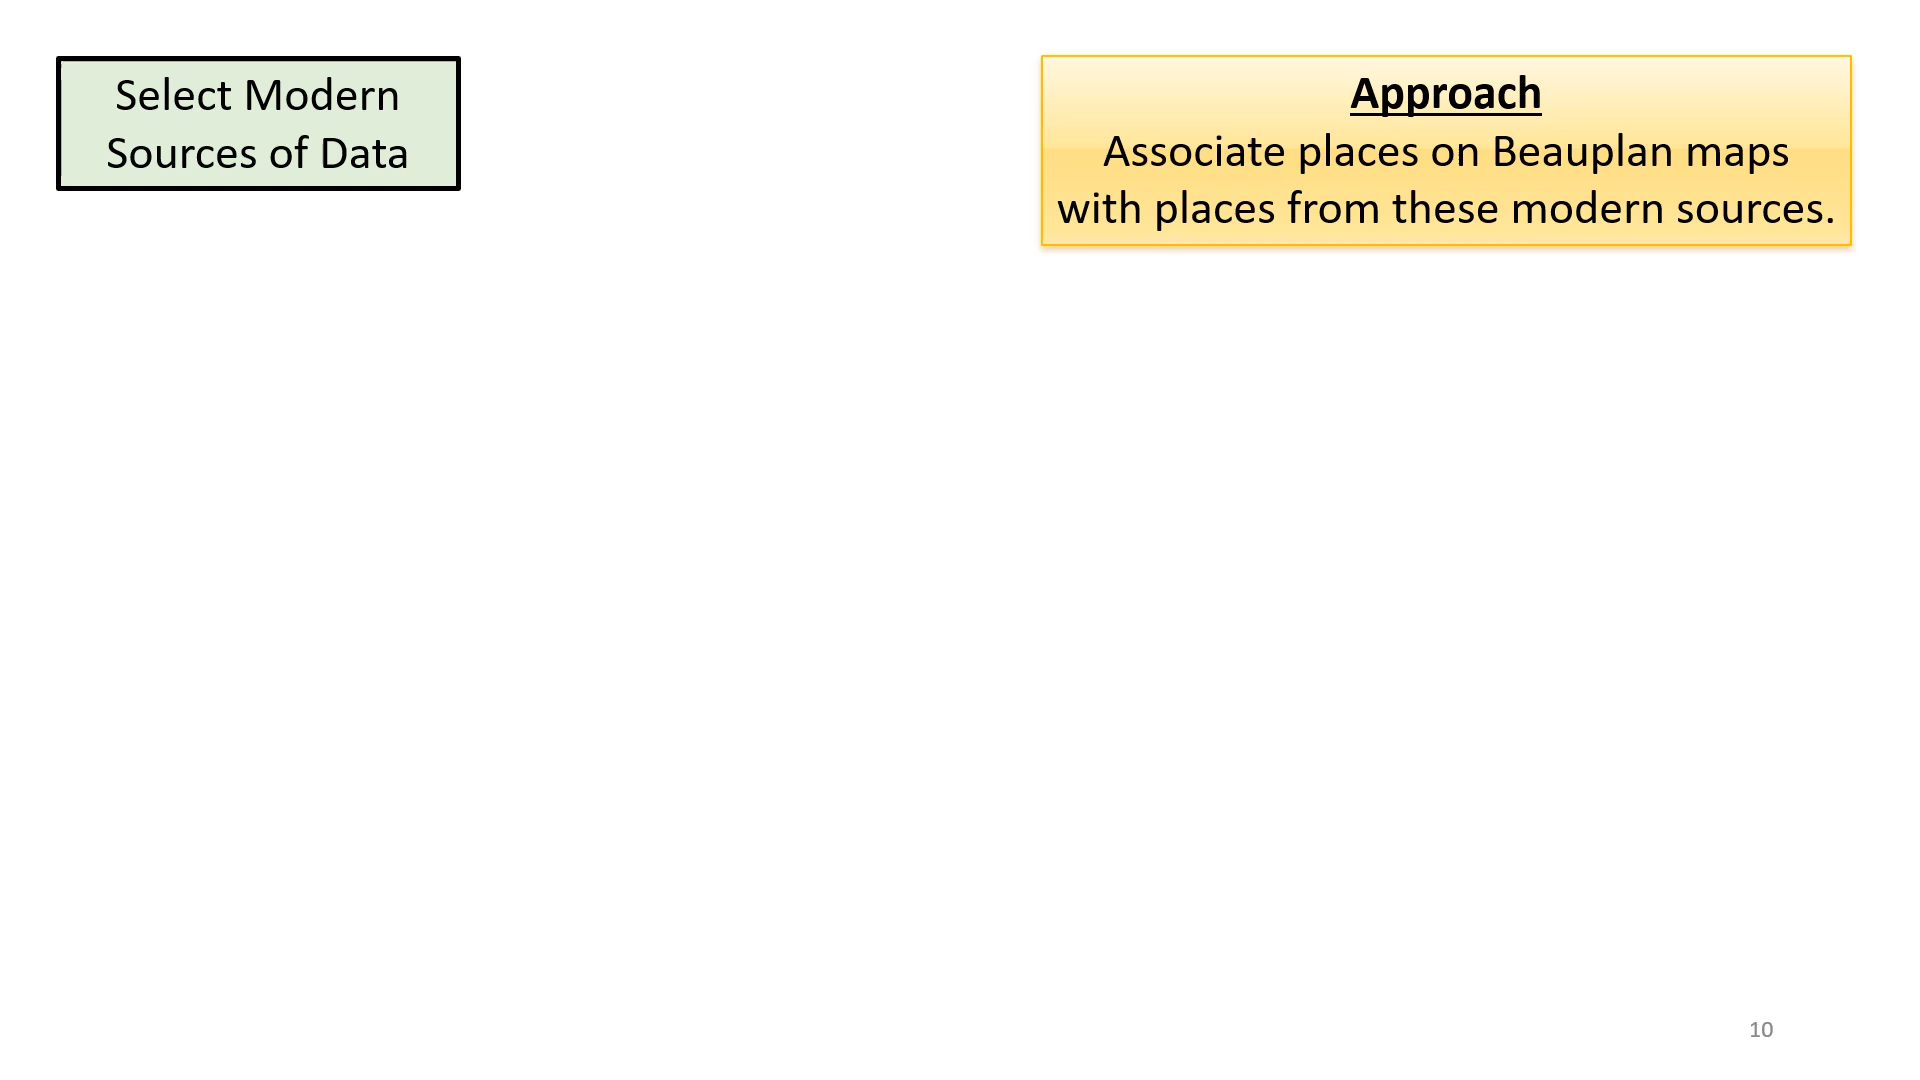 Select Modern
Sources of Data
Approach
Associate places on Beauplan maps
with places from these modern sources.
10